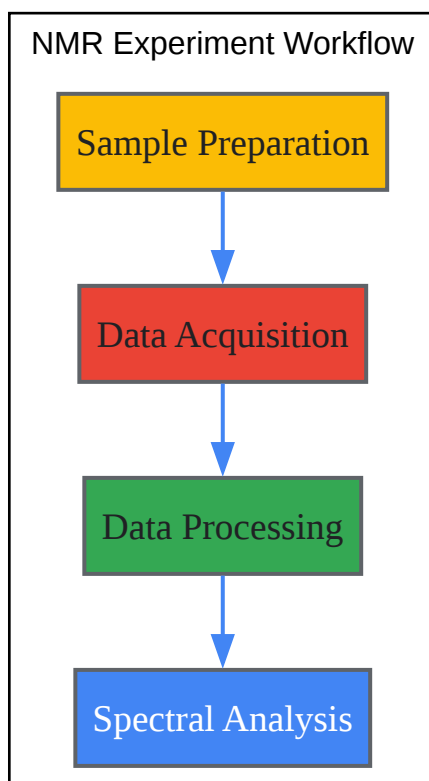 NMR Experiment Workflow
Sample Preparation
Data Acquisition
Data Processing
Spectral Analysis